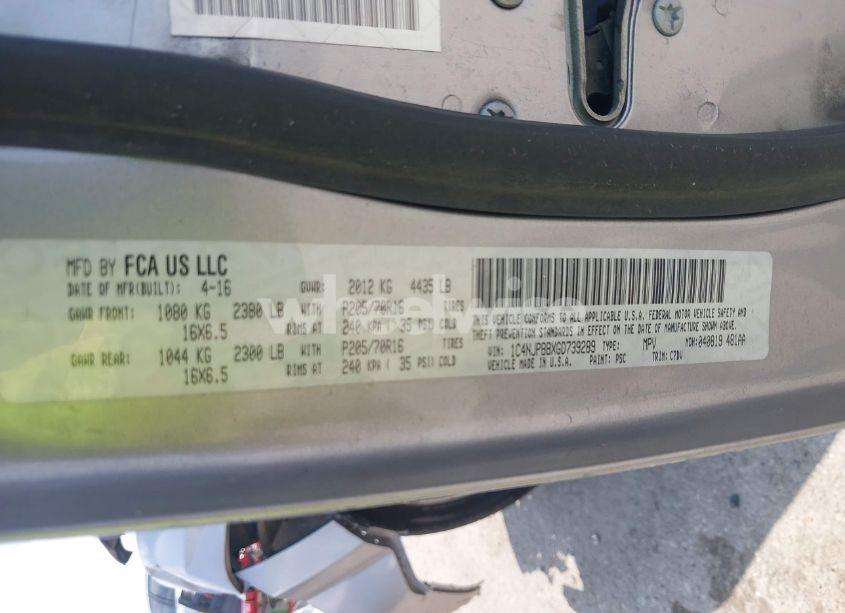 MFD BY FCA US LLC
DATE OF MFR(BUILT): 4-16 GVWR: 2012 KG 4435 LB
GAWR FRONT: 1080 KG 2380 LB WITH P205/70R16 TIRES
16X6.5 RIMS AT 240 KPA ( 35 PSI) COLD
GAWR REAR: 1044 KG 2300 LB WITH P205/70R16 TIRES
16X6.5 RIMS AT 240 KPA ( 35 PSI) COLD
THIS VEHICLE CONFORMS TO ALL APPLICABLE U.S.A. FEDERAL MOTOR VEHICLE SAFETY AND
THEFT PREVENTION STANDARDS IN EFFECT ON THE DATE OF MANUFACTURE SHOWN ABOVE.
VIN: 1C4NJPBBXGD739289 TYPE: MPV MDH:040819 481AA
VEHICLE MADE IN U.S.A. PAINT: PSC TRIM: C7DV